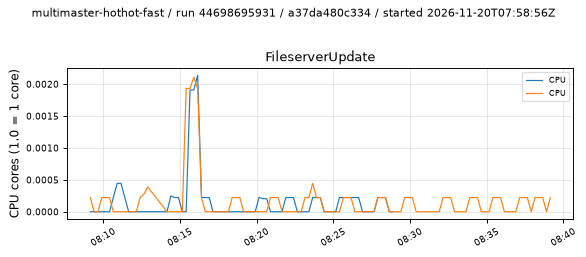 multimaster-hothot-fast / run 44698695931 / a37da480c334 / started 2026-11-20T07:58:56Z
FileserverUpdate
CPU cores (1.0 = 1 core)
0.0020
0.0015
0.0010
0.0005
0.0000
CPU
CPU
08:10
08:15
08:20
08:25
08:30
08:35
08:40